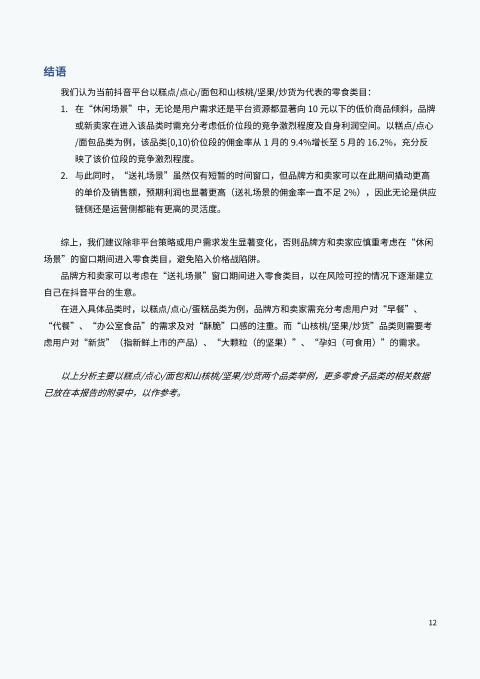 结语
我们认为当前抖音平台以糕点/点心/面包和山核桃/坚果/炒货为代表的零食类目：
1. 在“休闲场景”中，无论是用户需求还是平台资源都显著向 10 元以下的低价商品倾斜，品牌
或新卖家在进入该品类时需充分考虑低价位段的竞争激烈程度及自身利润空间。以糕点/点心
/面包品类为例，该品类[0,10)价位段的佣金率从 1 月的 9.4%增长至 5 月的 16.2%，充分反
映了该价位段的竞争激烈程度。
2. 与此同时，“送礼场景”虽然仅有短暂的时间窗口，但品牌方和卖家可以在此期间撬动更高
的单价及销售额，预期利润也显著更高（送礼场景的佣金率一直不足 2%），因此无论是供应
链侧还是运营侧都能有更高的灵活度。
综上，我们建议除非平台策略或用户需求发生显著变化，否则品牌方和卖家应慎重考虑在“休闲
场景”的窗口期间进入零食类目，避免陷入价格战陷阱。
品牌方和卖家可以考虑在“送礼场景”窗口期间进入零食类目，以在风险可控的情况下逐渐建立
自己在抖音平台的生意。
在进入具体品类时，以糕点/点心/蛋糕品类为例，品牌方和卖家需充分考虑用户对“早餐”、
“代餐”、“办公室食品”的需求及对“酥脆”口感的注重。而“山核桃/坚果/炒货”品类则需要考
虑用户对“新货”（指新鲜上市的产品）、“大颗粒（的坚果）”、“孕妇（可食用）”的需求。
以上分析主要以糕点/点心/面包和山核桃/坚果/炒货两个品类举例，更多零食子品类的相关数据
已放在本报告的附录中，以作参考。
12